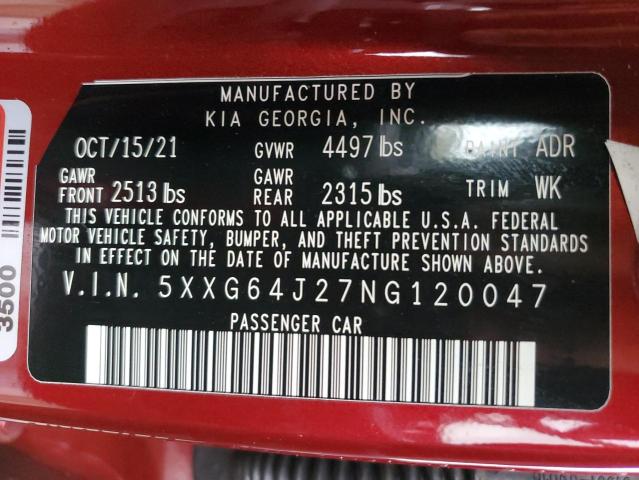 MANUFACTURED BY
KIA GEORGIA, INC.
OCT/15/21 GVWR 4497 lbs PAINT ADR
GAWR FRONT 2513 lbs GAWR REAR 2315 lbs TRIM WK
THIS VEHICLE CONFORMS TO ALL APPLICABLE U.S.A. FEDERAL
MOTOR VEHICLE SAFETY, BUMPER, AND THEFT PREVENTION STANDARDS
IN EFFECT ON THE DATE OF MANUFACTURE SHOWN ABOVE.
V.I.N. 5XXG64J27NG120047
PASSENGER CAR
3500